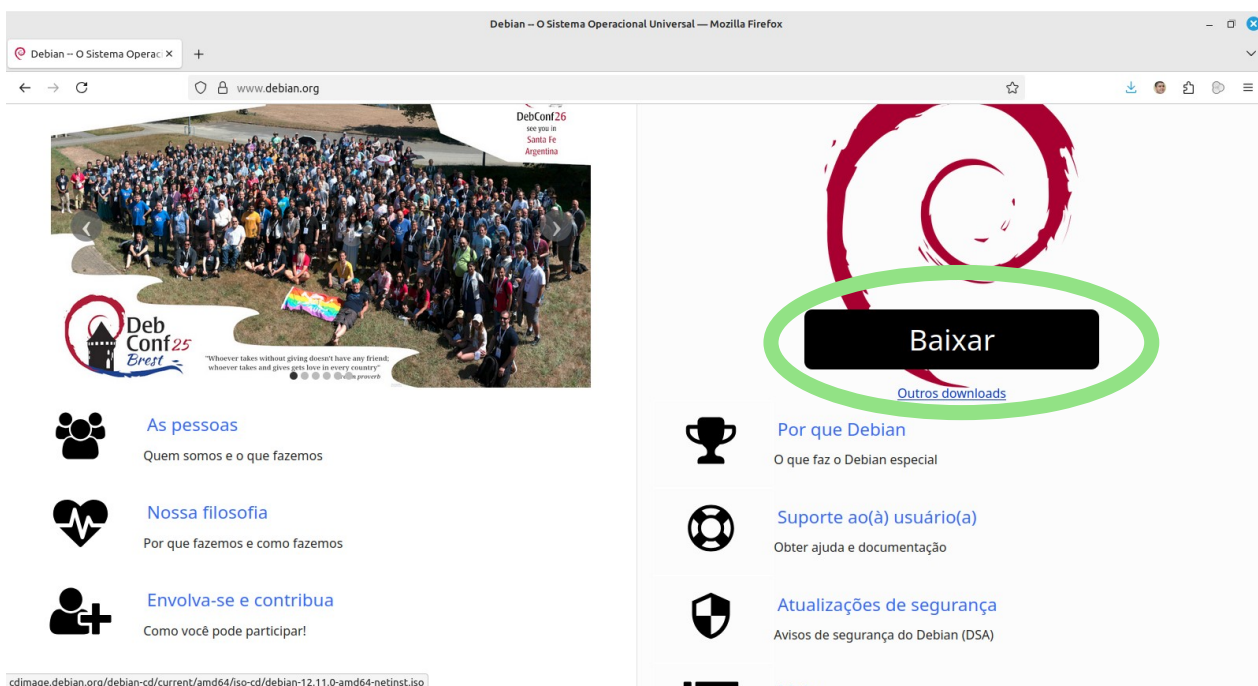 Debian -- O Sistema Operacional Universal — Mozilla Firefox
Debian -- O Sistema Operac
www.debian.org
DebConf26
see you in
Santa Fe
Argentina
Deb
Conf25
Brest
"Whoever takes without giving doesn't have any friend;
whoever takes and gives gets love in every country"
proverb
Baixar
Outros downloads
As pessoas
Quem somos e o que fazemos
Nossa filosofia
Por que fazemos e como fazemos
Envolva-se e contribua
Como você pode participar!
Por que Debian
O que faz o Debian especial
Suporte ao(à) usuário(a)
Obter ajuda e documentação
Atualizações de segurança
Avisos de segurança do Debian (DSA)
cdimage.debian.org/debian-cd/current/amd64/iso-cd/debian-12.11.0-amd64-netinst.iso